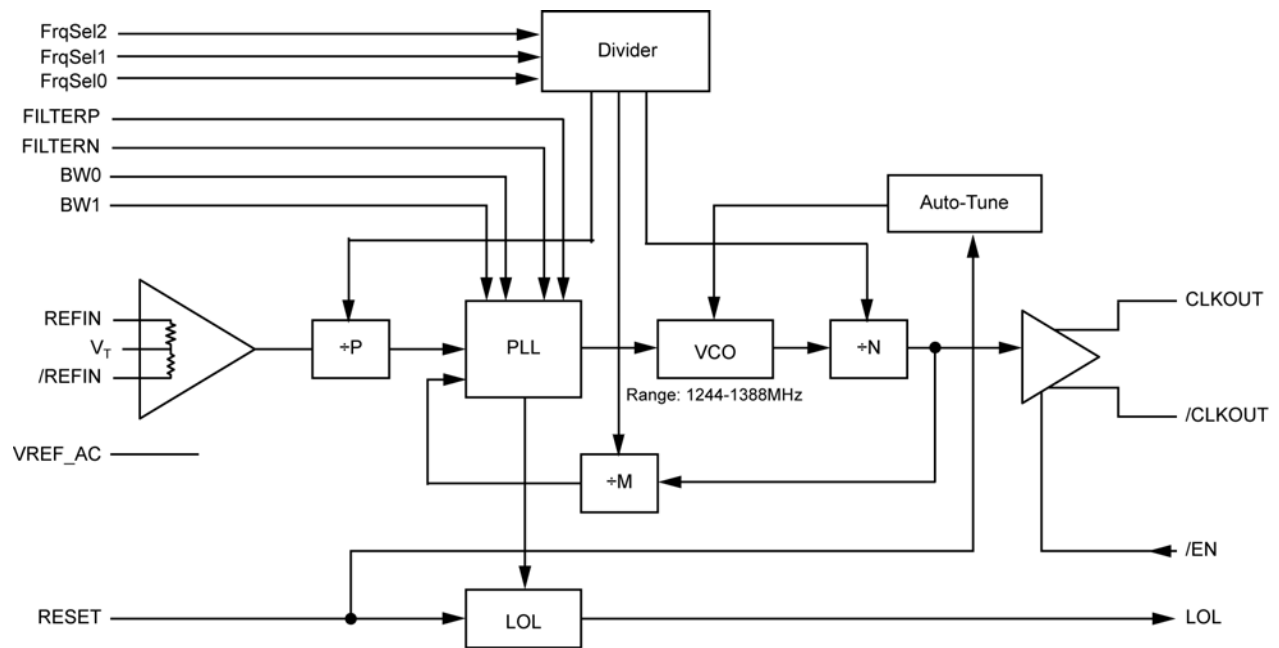 FrqSel2
FrqSel1
FrqSel0
Divider
FILTERP
FILTERN
BW0
BW1
Auto-Tune
REFIN
VT
/REFIN
÷P
PLL
VCO
÷N
Range: 1244-1388MHz
CLKOUT
/CLKOUT
VREF_AC
÷M
/EN
RESET
LOL
LOL